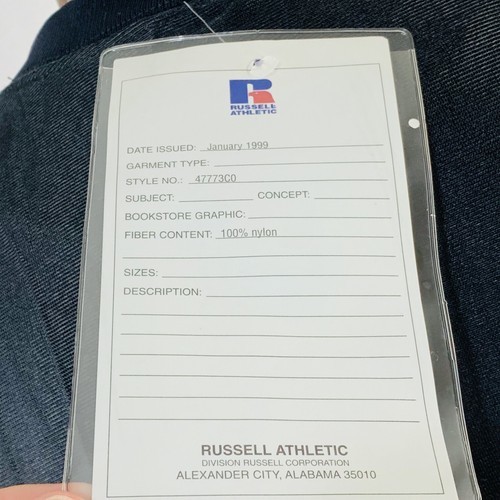 RUSSELL
ATHLETIC
DATE ISSUED: January 1999
GARMENT TYPE:
STYLE NO.: 47773C0
SUBJECT: CONCEPT:
BOOKSTORE GRAPHIC:
FIBER CONTENT: 100% nylon
SIZES:
DESCRIPTION:
RUSSELL ATHLETIC
DIVISION RUSSELL CORPORATION
ALEXANDER CITY, ALABAMA 35010